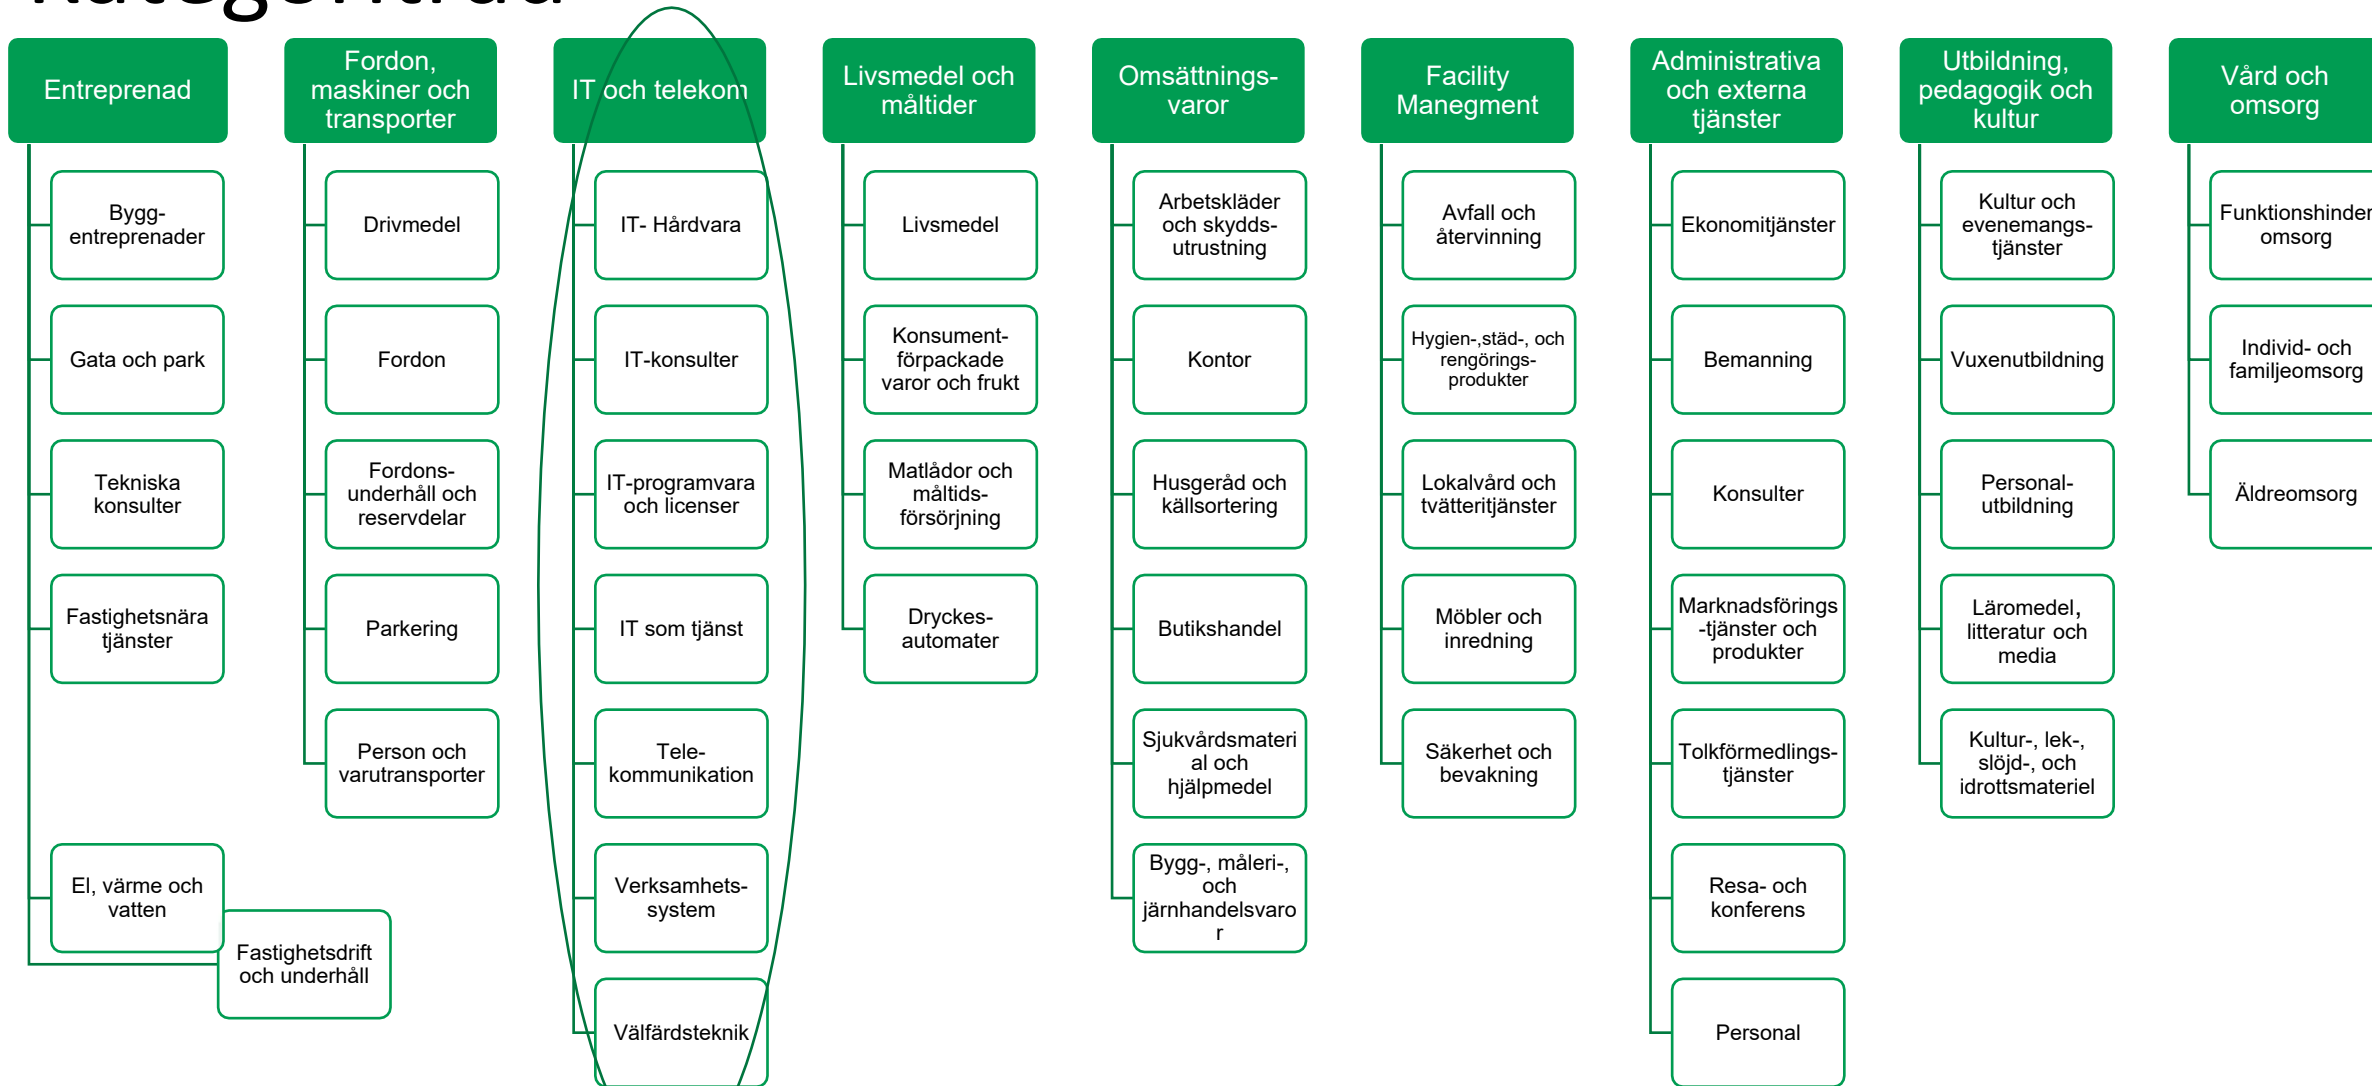 Kategoriträd
Entreprenad
Bygg-
entreprenader
Gata och park
Tekniska
konsulter
Fastighetsnära
tjänster
El, värme och
vatten
Fastighetsdrift
och underhåll
Fordon,
maskiner och
transporter
Drivmedel
Fordon
Fordons-
underhåll och
reservdelar
Parkering
Person och
varutransporter
IT och telekom
IT- Hårdvara
IT-konsulter
IT-programvara
och licenser
IT som tjänst
Tele-
kommunikation
Verksamhets-
system
Välfärdsteknik
Livsmedel och
måltider
Livsmedel
Konsument-
förpackade
varor och frukt
Matlådor och
måltids-
försörjning
Dryckes-
automater
Omsättnings-
varor
Arbetskläder
och skydds-
utrustning
Kontor
Husgeråd och
källsortering
Butikshandel
Sjukvårdsmateri
al och
hjälpmedel
Bygg-, måleri-,
och
järnhandelsvaro
r
Facility
Manegment
Avfall och
återvinning
Hygien-,städ-, och
rengörings-
produkter
Lokalvård och
tvätteritjänster
Möbler och
inredning
Säkerhet och
bevakning
Administrativa
och externa
tjänster
Ekonomitjänster
Bemanning
Konsulter
Marknadsförings
-tjänster och
produkter
Tolkförmedlings-
tjänster
Resa- och
konferens
Personal
Utbildning,
pedagogik och
kultur
Kultur och
evenemangs-
tjänster
Vuxenutbildning
Personal-
utbildning
Läromedel,
litteratur och
media
Kultur-, lek-,
slöjd-, och
idrottsmateriel
Vård och
omsorg
Funktionshinder
omsorg
Individ- och
familjeomsorg
Äldreomsorg